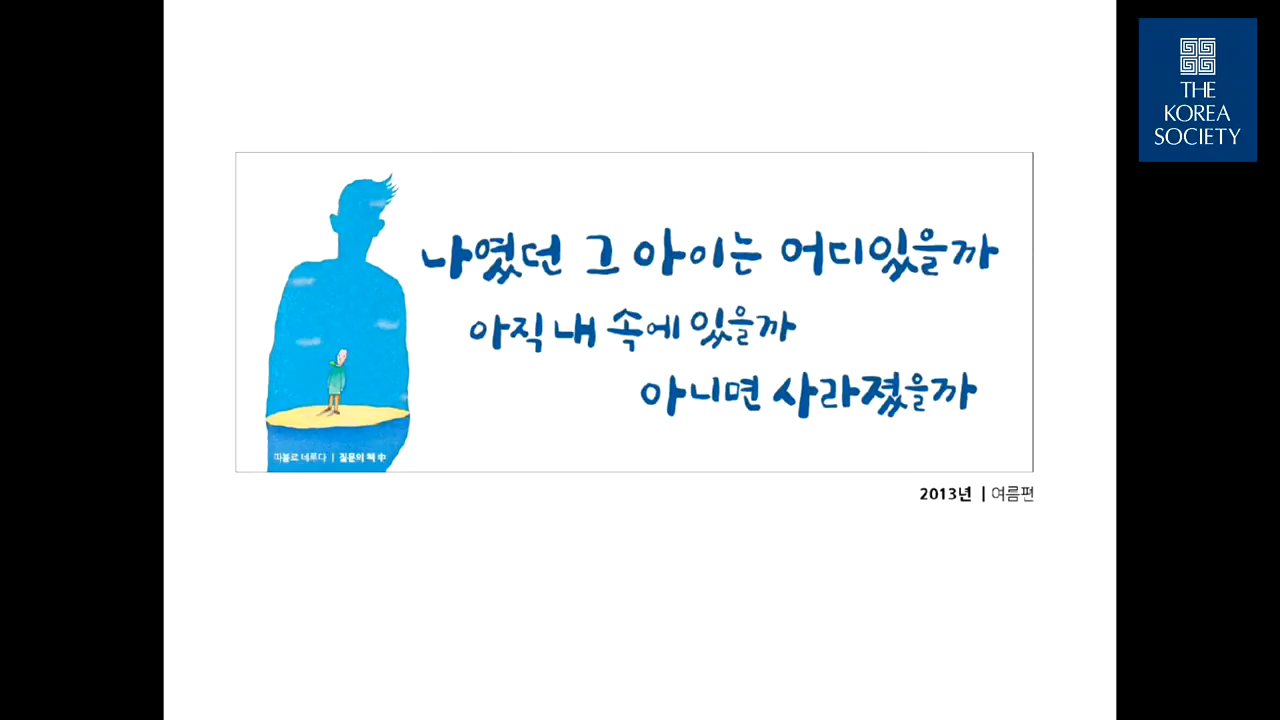 THE
KOREA
SOCIETY
나였던 그 아이는 어디있을까
아직 내 속에 있을까
아니면 사라졌을까
파블로 네루다 | 질문의 책 中
2013년 | 여름편